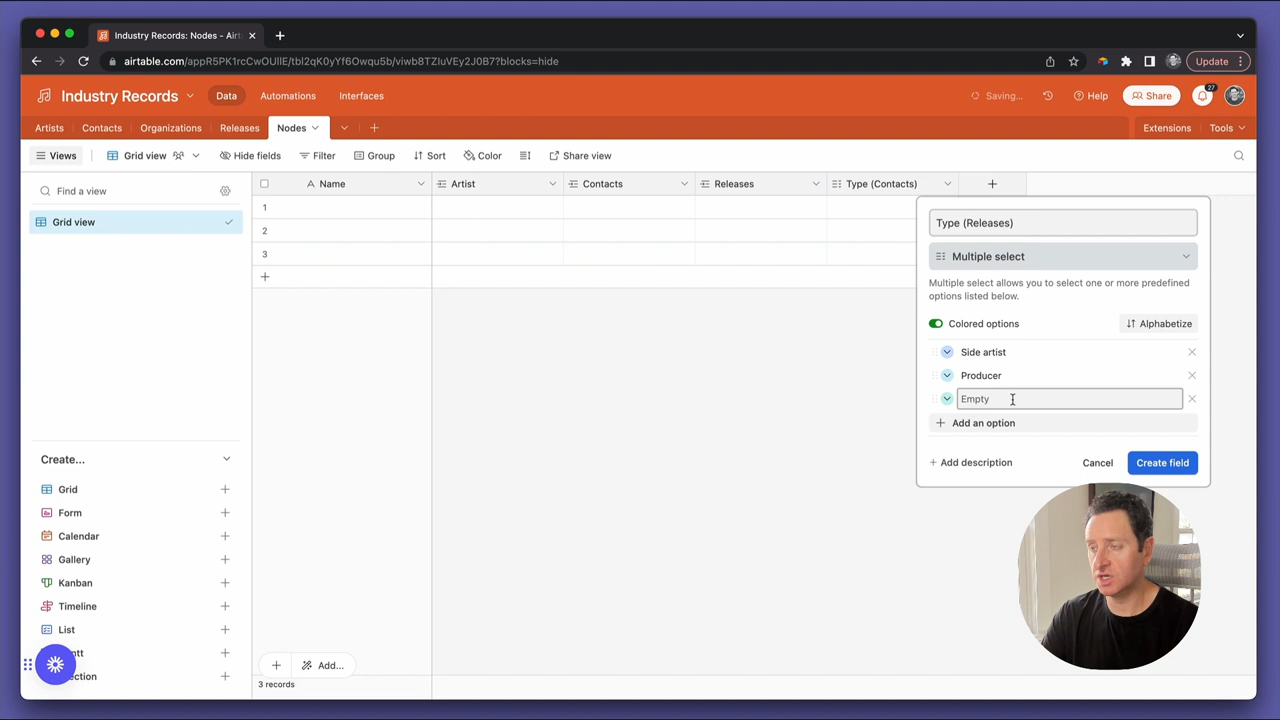 Industry Records: Nodes - Airt
airtable.com/appR5PK1rcCwOUIIE/tbl2qK0yYf6Owqu5b/viwb8TZIuVEy2J0B7?blocks=hide
Update
Industry Records
Data
Automations
Interfaces
Saving...
Help
Share
27
Artists
Contacts
Organizations
Releases
Nodes
Extensions
Tools
Views
Grid view
Hide fields
Filter
Group
Sort
Color
Share view
Find a view
Grid view
Name
Artist
Contacts
Releases
Type (Contacts)
1
2
3
Type (Releases)
Multiple select
Multiple select allows you to select one or more predefined
options listed below.
Colored options
Alphabetize
Side artist
Producer
Empty
Add an option
Add description
Cancel
Create field
Create...
Grid
Form
Calendar
Gallery
Kanban
Timeline
List
ntt
ction
Add...
3 records